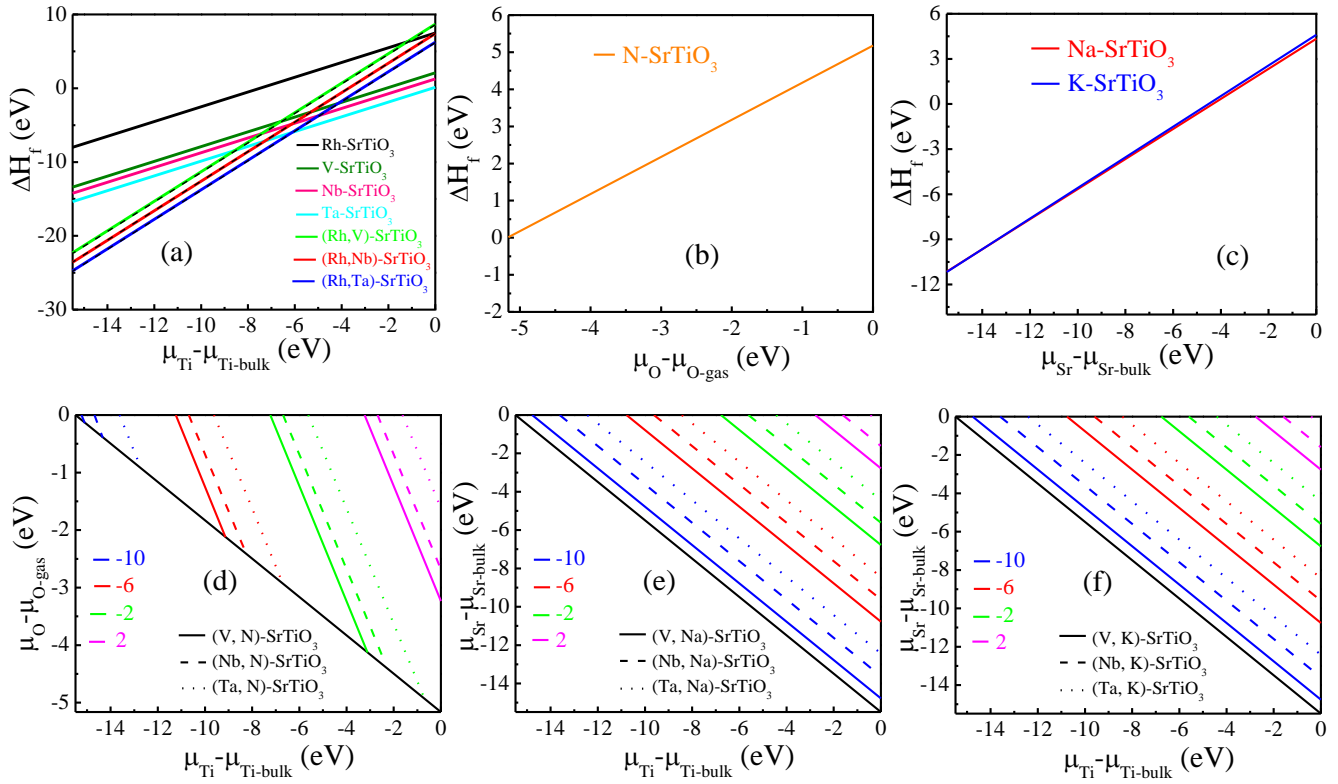 10
0
-10
-20
-30
ΔH_f (eV)
Rh-SrTiO₃
V-SrTiO₃
Nb-SrTiO₃
Ta-SrTiO₃
(Rh,V)-SrTiO₃
(Rh,Nb)-SrTiO₃
(Rh,Ta)-SrTiO₃
(a)
-14 -12 -10 -8 -6 -4 -2 0
μ_Ti-μ_Ti-bulk (eV)
6
5
4
3
2
1
0
-1
-2
ΔH_f (eV)
N-SrTiO₃
(b)
-5 -4 -3 -2 -1 0
μ_O-μ_O-gas (eV)
6
3
0
-3
-6
-9
-12
ΔH_f (eV)
Na-SrTiO₃
K-SrTiO₃
(c)
-14 -12 -10 -8 -6 -4 -2 0
μ_Sr-μ_Sr-bulk (eV)
0
-1
-2
-3
-4
-5
μ_O-μ_O-gas (eV)
-10
-6
-2
2
(d)
(V, N)-SrTiO₃
(Nb, N)-SrTiO₃
(Ta, N)-SrTiO₃
-14 -12 -10 -8 -6 -4 -2 0
μ_Ti-μ_Ti-bulk (eV)
0
-2
-4
-6
-8
-10
-12
-14
μ_Sr-μ_Sr-bulk (eV)
-10
-6
-2
2
(e)
(V, Na)-SrTiO₃
(Nb, Na)-SrTiO₃
(Ta, Na)-SrTiO₃
-14 -12 -10 -8 -6 -4 -2 0
μ_Ti-μ_Ti-bulk (eV)
0
-2
-4
-6
-8
-10
-12
-14
μ_Sr-μ_Sr-bulk (eV)
-10
-6
-2
2
(f)
(V, K)-SrTiO₃
(Nb, K)-SrTiO₃
(Ta, K)-SrTiO₃
-14 -12 -10 -8 -6 -4 -2 0
μ_Ti-μ_Ti-bulk (eV)